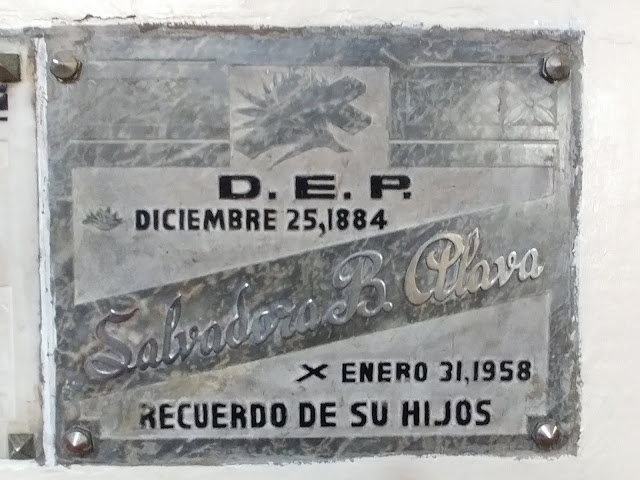 D. E. P.
DICIEMBRE 25,1884
Salvadora B. Alava
X ENERO 31,1958
RECUERDO DE SU HIJOS